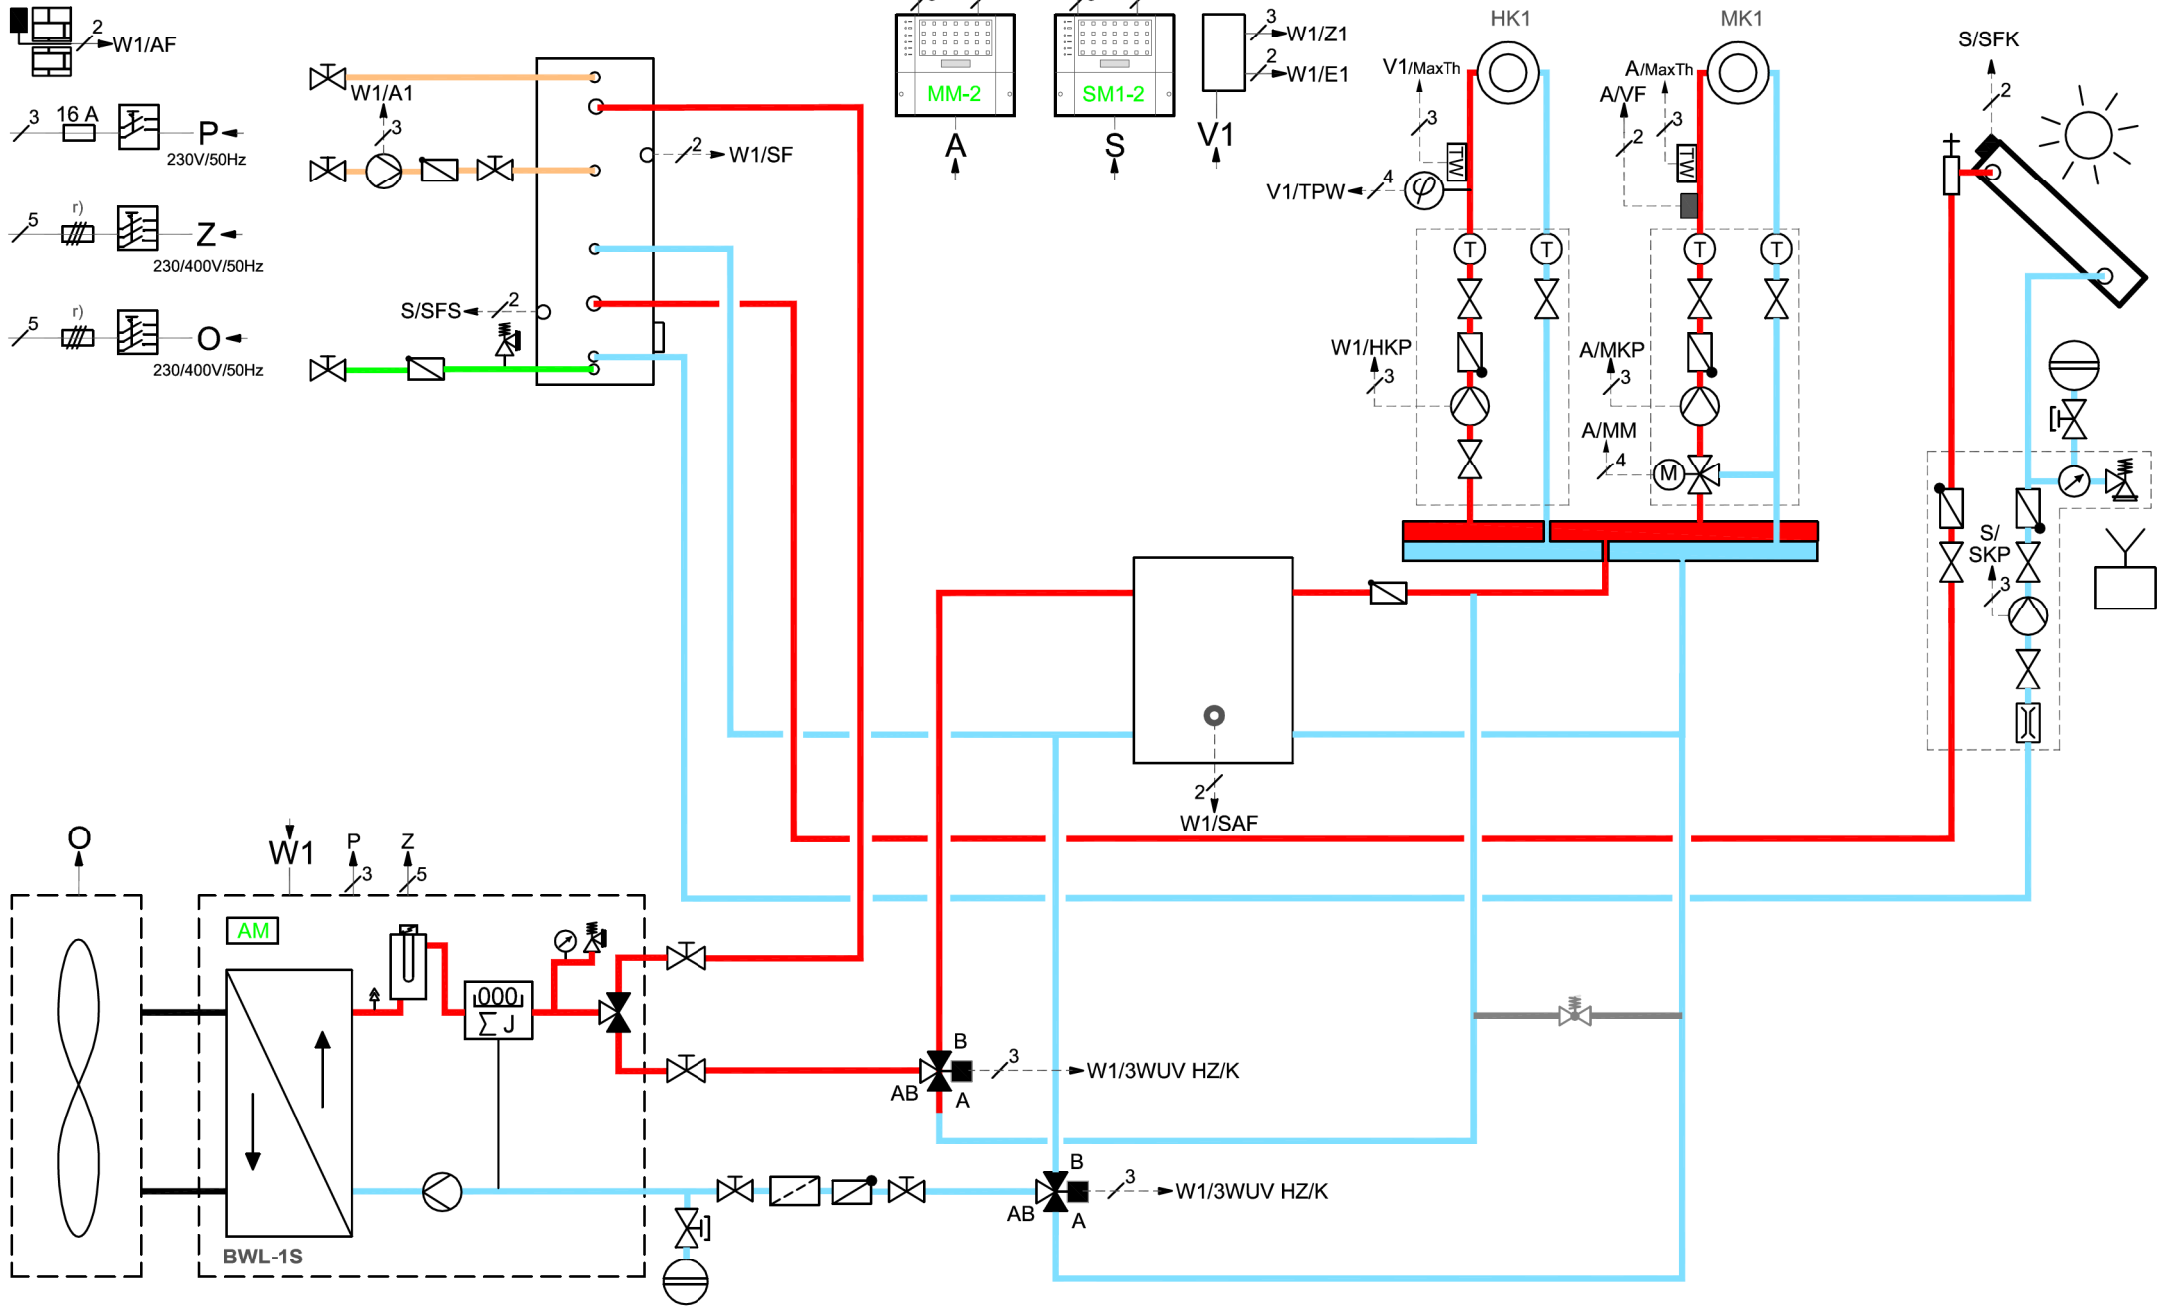 2
W1/AF
3
16 A
P
230V/50Hz
5
r)
Z
230/400V/50Hz
5
r)
O
230/400V/50Hz
W1/A1
3
2
W1/SF
S/SFS
2
MM-2
A
SM1-2
S
3
W1/Z1
2
W1/E1
V1
HK1
MK1
V1/MaxTh
3
TW
V1/TPW
4
φ
A/MaxTh
A/VF
3
2
TW
T
T
T
T
W1/HKP
3
A/MKP
3
A/MM
4
M
S/SFK
2
S/
SKP
3
2
W1/SAF
O
W1
P
3
Z
5
AM
000
Σ J
BWL-1S
B
3
W1/3WUV HZ/K
AB
A
B
3
W1/3WUV HZ/K
AB
A